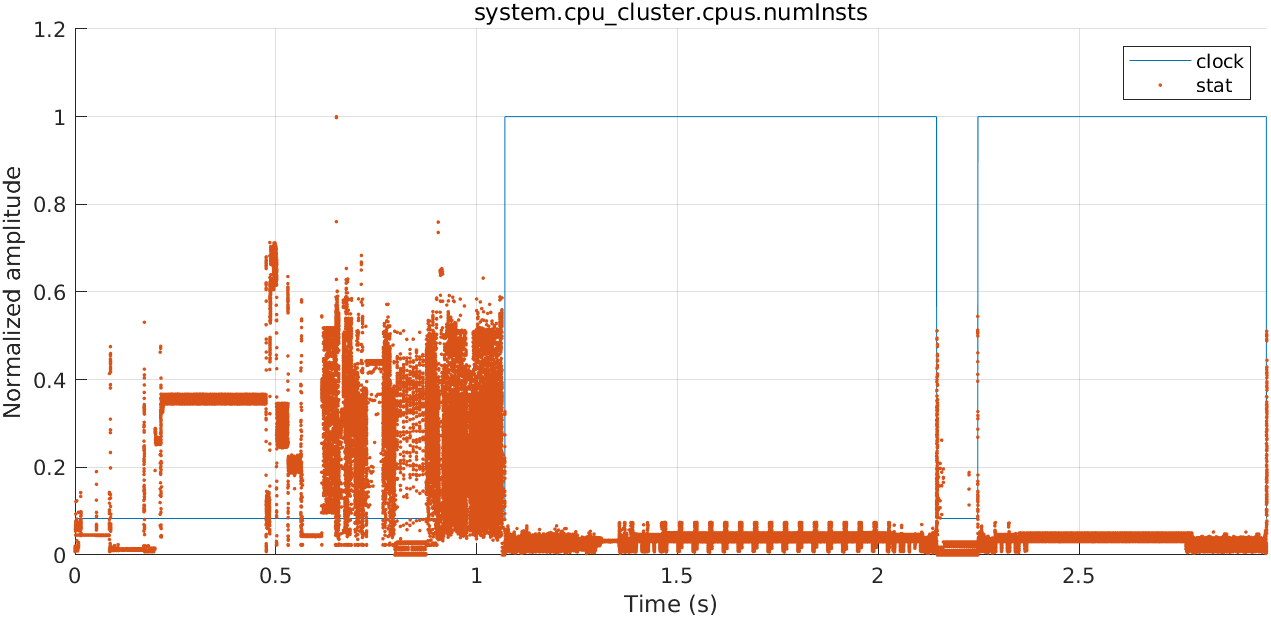 system.cpu_cluster.cpus.numInsts
1.2
1
0.8
0.6
0.4
0.2
0
Normalized amplitude
clock
stat
0 0.5 1 1.5 2 2.5
Time (s)